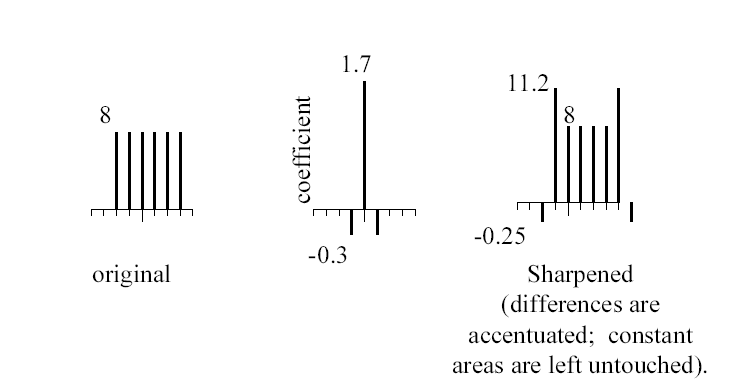 8
original
coefficient
1.7
-0.3
11.2
8
-0.25
Sharpened
(differences are
accentuated; constant
areas are left untouched).